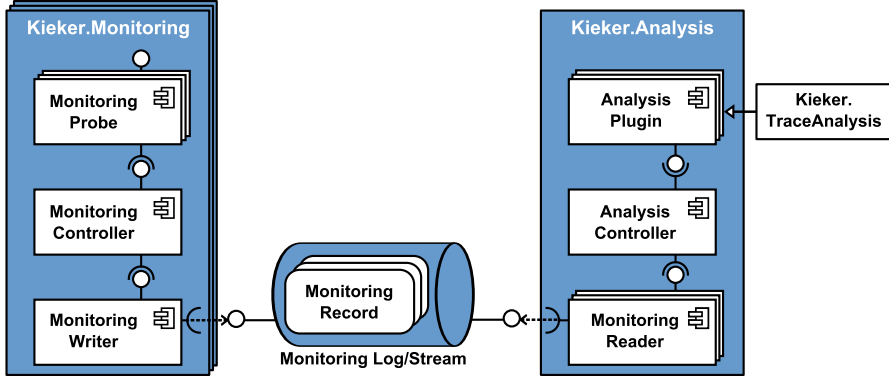 Kieker.Monitoring
Monitoring
Probe
Monitoring
Controller
Monitoring
Writer
Monitoring
Record
Monitoring Log/Stream
Kieker.Analysis
Analysis
Plugin
Analysis
Controller
Monitoring
Reader
Kieker.
TraceAnalysis